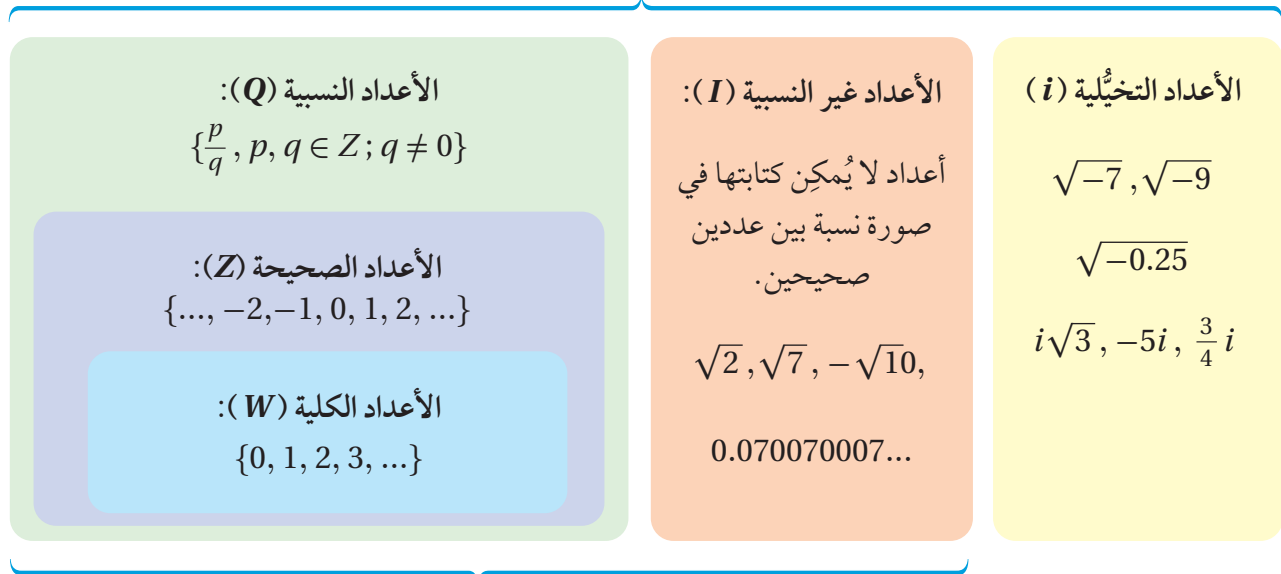 الأعداد التخيُّلية (i)
√−7 , √−9
√−0.25
i√3 , −5i , 3/4 i
الأعداد غير النسبية (I):
أعداد لا يُمكِن كتابتها في
صورة نسبة بين عددين
صحيحين.
√2 , √7 , −√10,
0.070070007...
الأعداد النسبية (Q):
{p/q , p, q ∈ Z; q ≠ 0}
الأعداد الصحيحة (Z):
{..., −2,−1, 0, 1, 2, ...}
الأعداد الكلية (W):
{0, 1, 2, 3, ...}